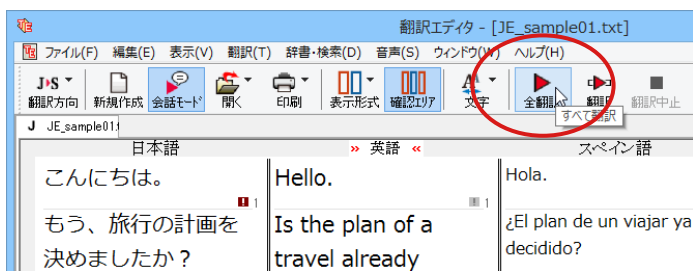 翻訳エディタ - [JE_sample01.txt]
ファイル(F) 編集(E) 表示(V) 翻訳(T) 辞書・検索(D) 音声(S) ウィンドウ(W) ヘルプ(H)
J▸S
翻訳方向 新規作成 会話モード 開く 印刷 表示形式 確認エリア 文字 全翻訳 翻訳 翻訳中止
すべて翻訳
J JE_sample01.t
日本語 » 英語 « スペイン語
こんにちは。 Hello. Hola.
1 1
もう、旅行の計画を Is the plan of a ¿El plan de un viajar ya
決めましたか？ travel already decidido?